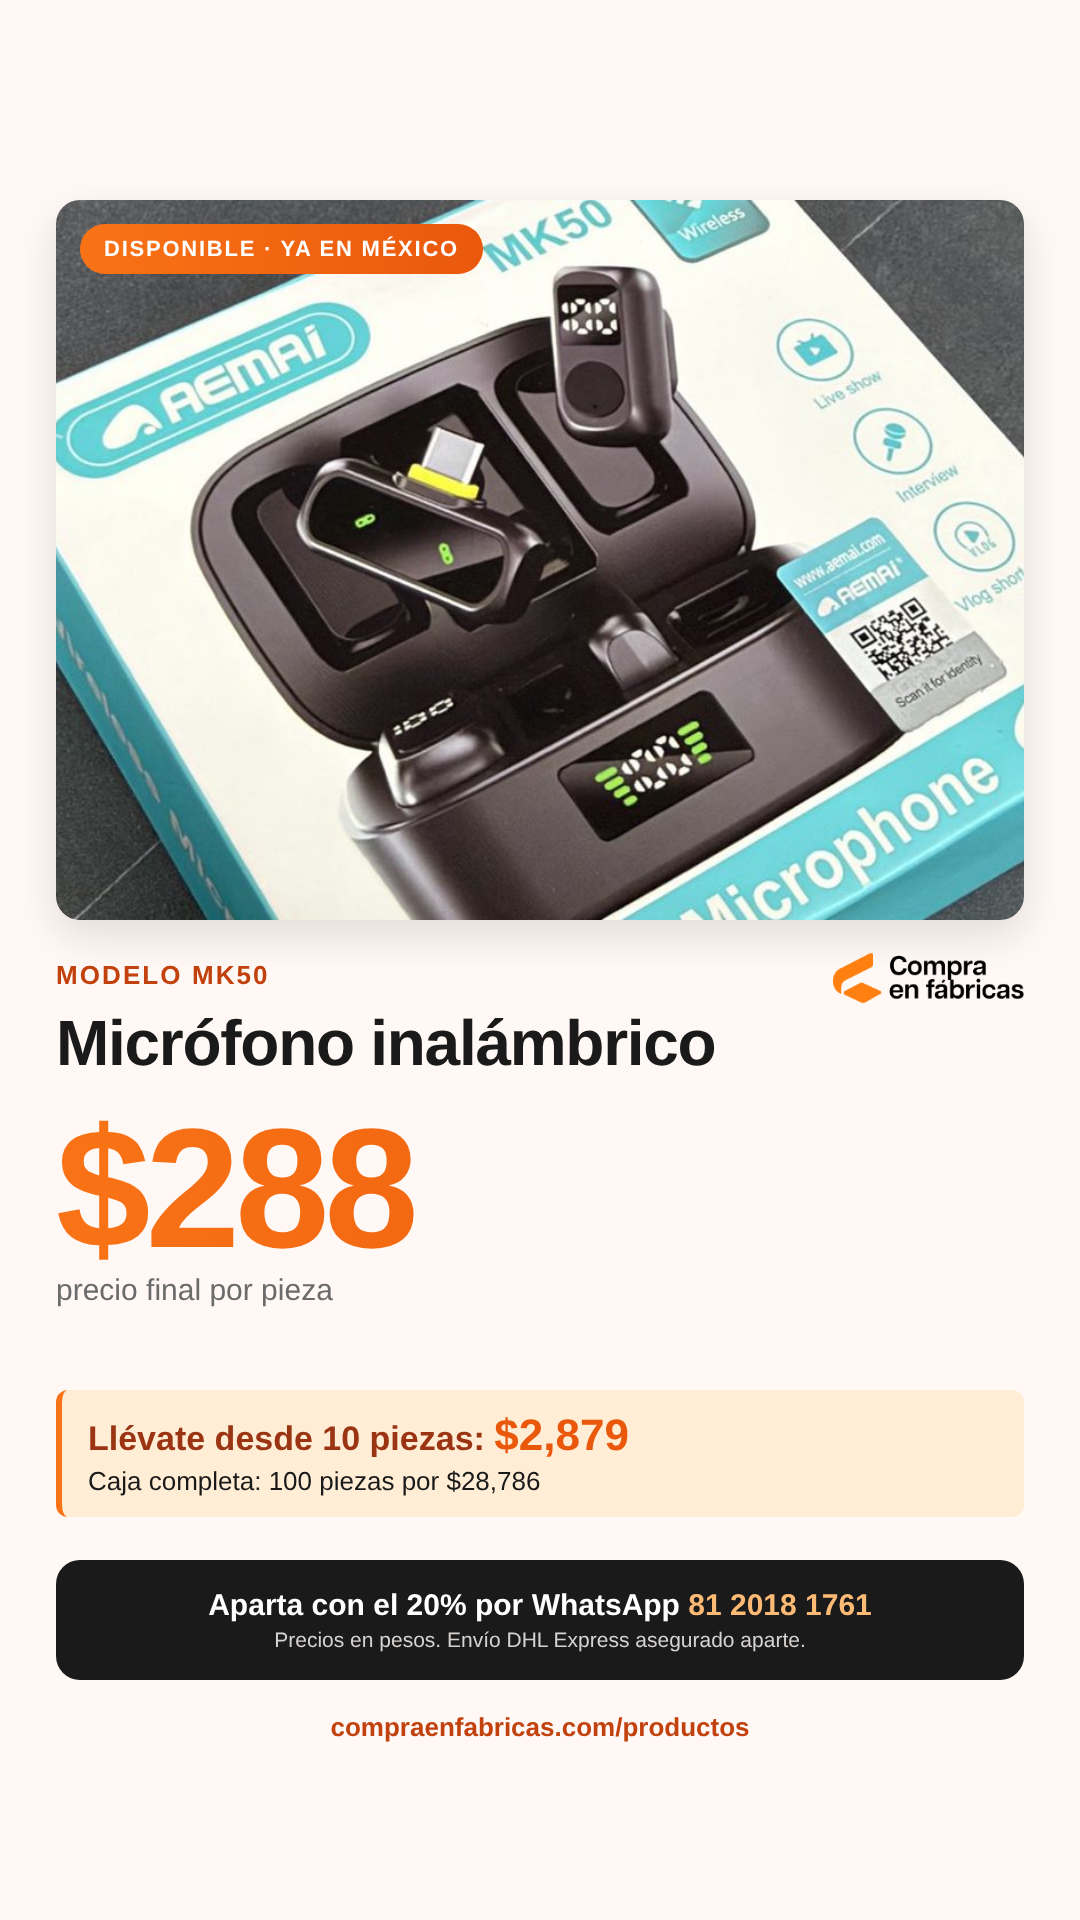 DISPONIBLE · YA EN MÉXICO
MK50
Wireless
AEMAi
Live show
Interview
VLOG
Vlog short
www.aemai.com
AEMAi
Scan it for identity
100
Microphone
MODELO MK50
Compra
en fábricas
Micrófono inalámbrico
$288
precio final por pieza
Llévate desde 10 piezas: $2,879
Caja completa: 100 piezas por $28,786
Aparta con el 20% por WhatsApp 81 2018 1761
Precios en pesos. Envío DHL Express asegurado aparte.
compraenfabricas.com/productos